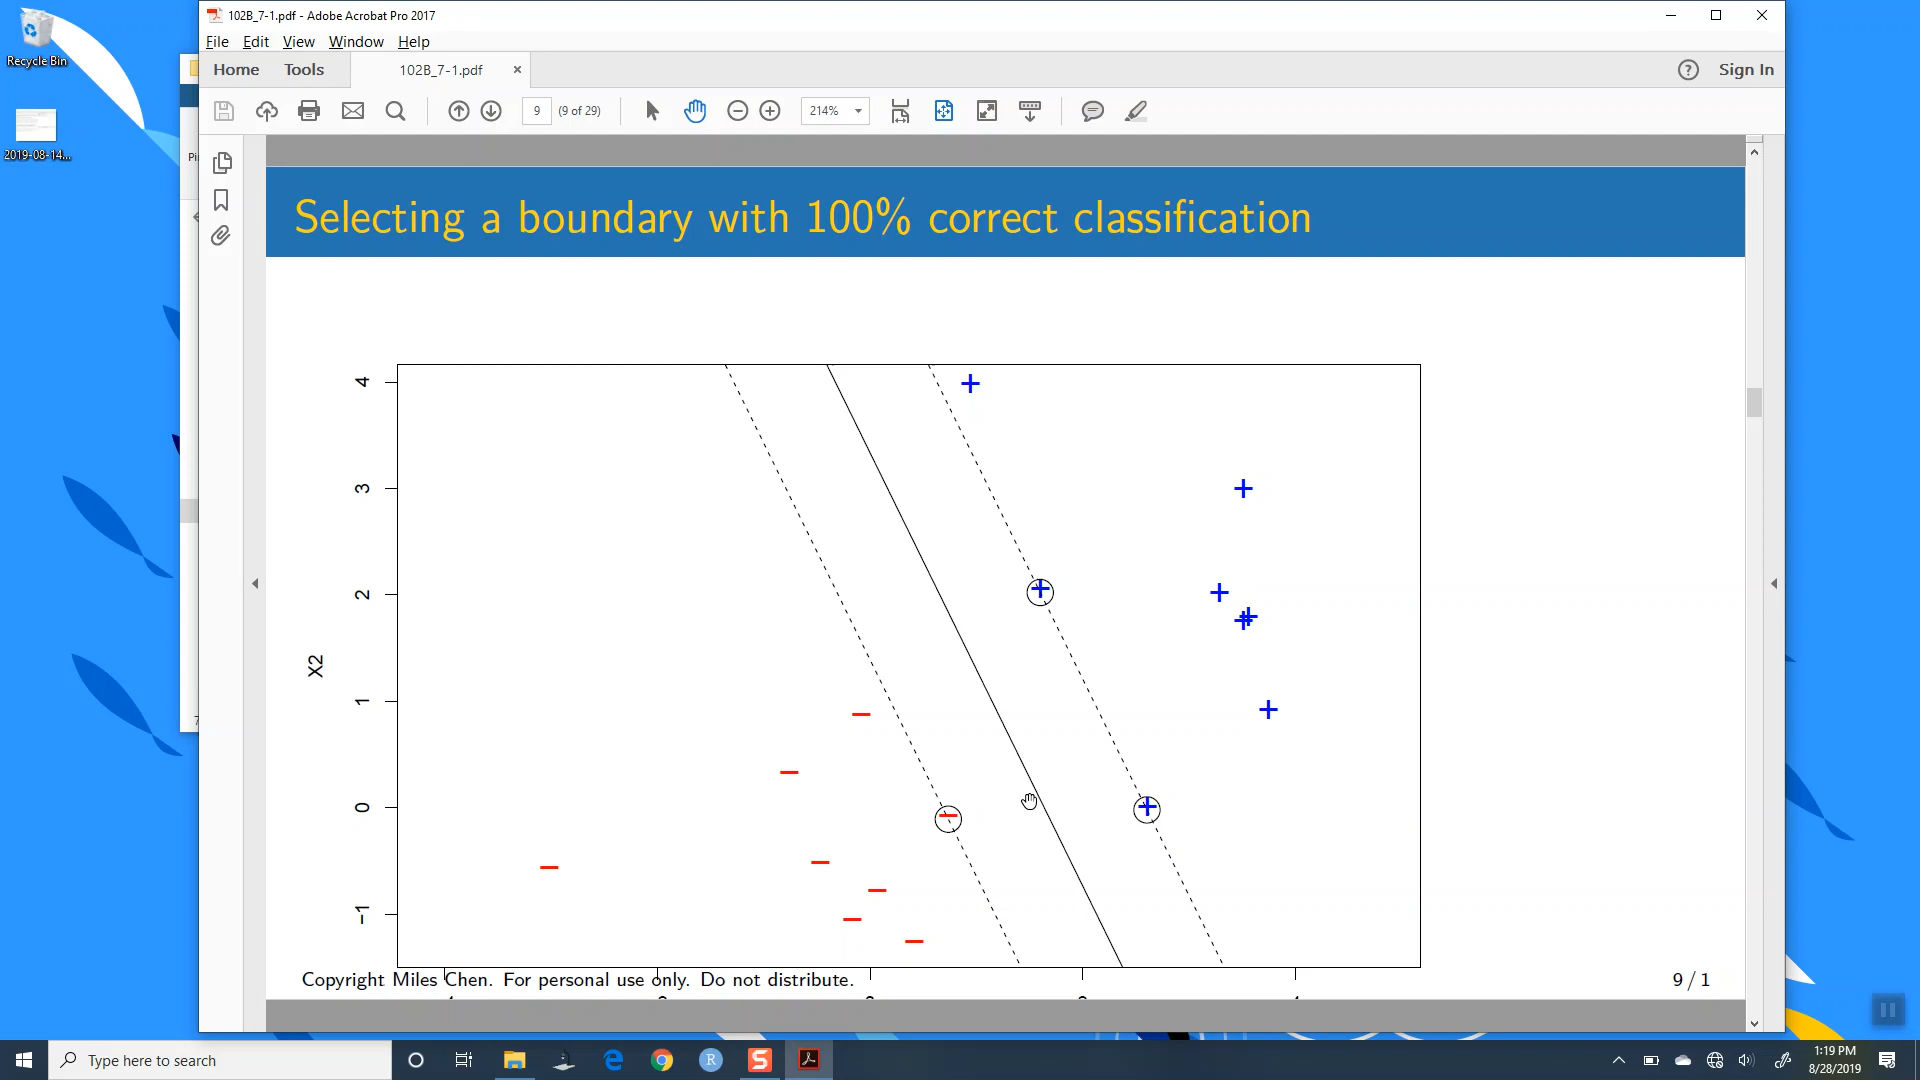 102B_7-1.pdf - Adobe Acrobat Pro 2017
Recycle Bin
File Edit View Window Help
Home Tools 102B_7-1.pdf × ? Sign In
9 (9 of 29) 214%
2019-08-14...
Selecting a boundary with 100% correct classification
4
3
2
X2
1
0
−1
Copyright Miles Chen. For personal use only. Do not distribute.
9 / 1
Type here to search
R
S
1:19 PM
8/28/2019